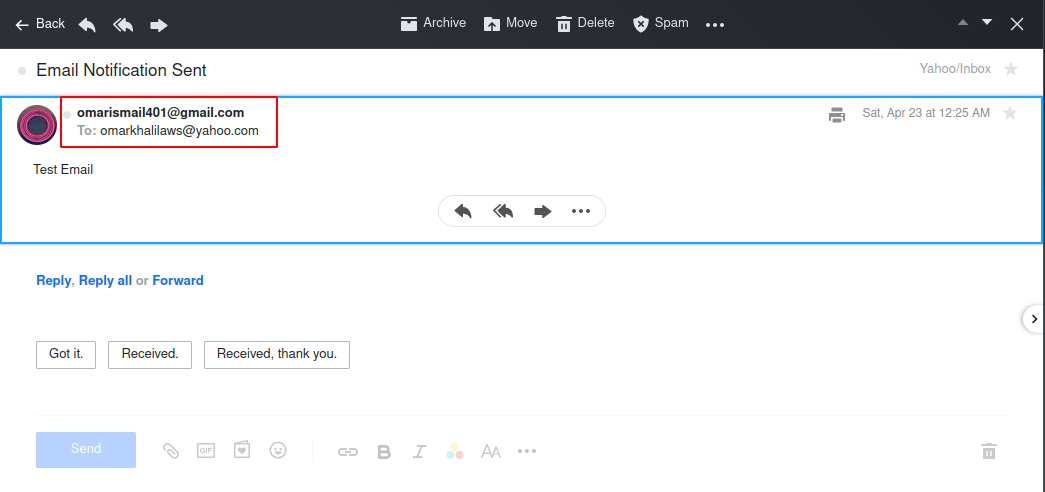 Back Archive Move Delete Spam
Email Notification Sent Yahoo/Inbox
omarismail401@gmail.com Sat, Apr 23 at 12:25 AM
To: omarkhalilaws@yahoo.com
Test Email
Reply, Reply all or Forward
Got it. Received. Received, thank you.
Send GIF B I AA